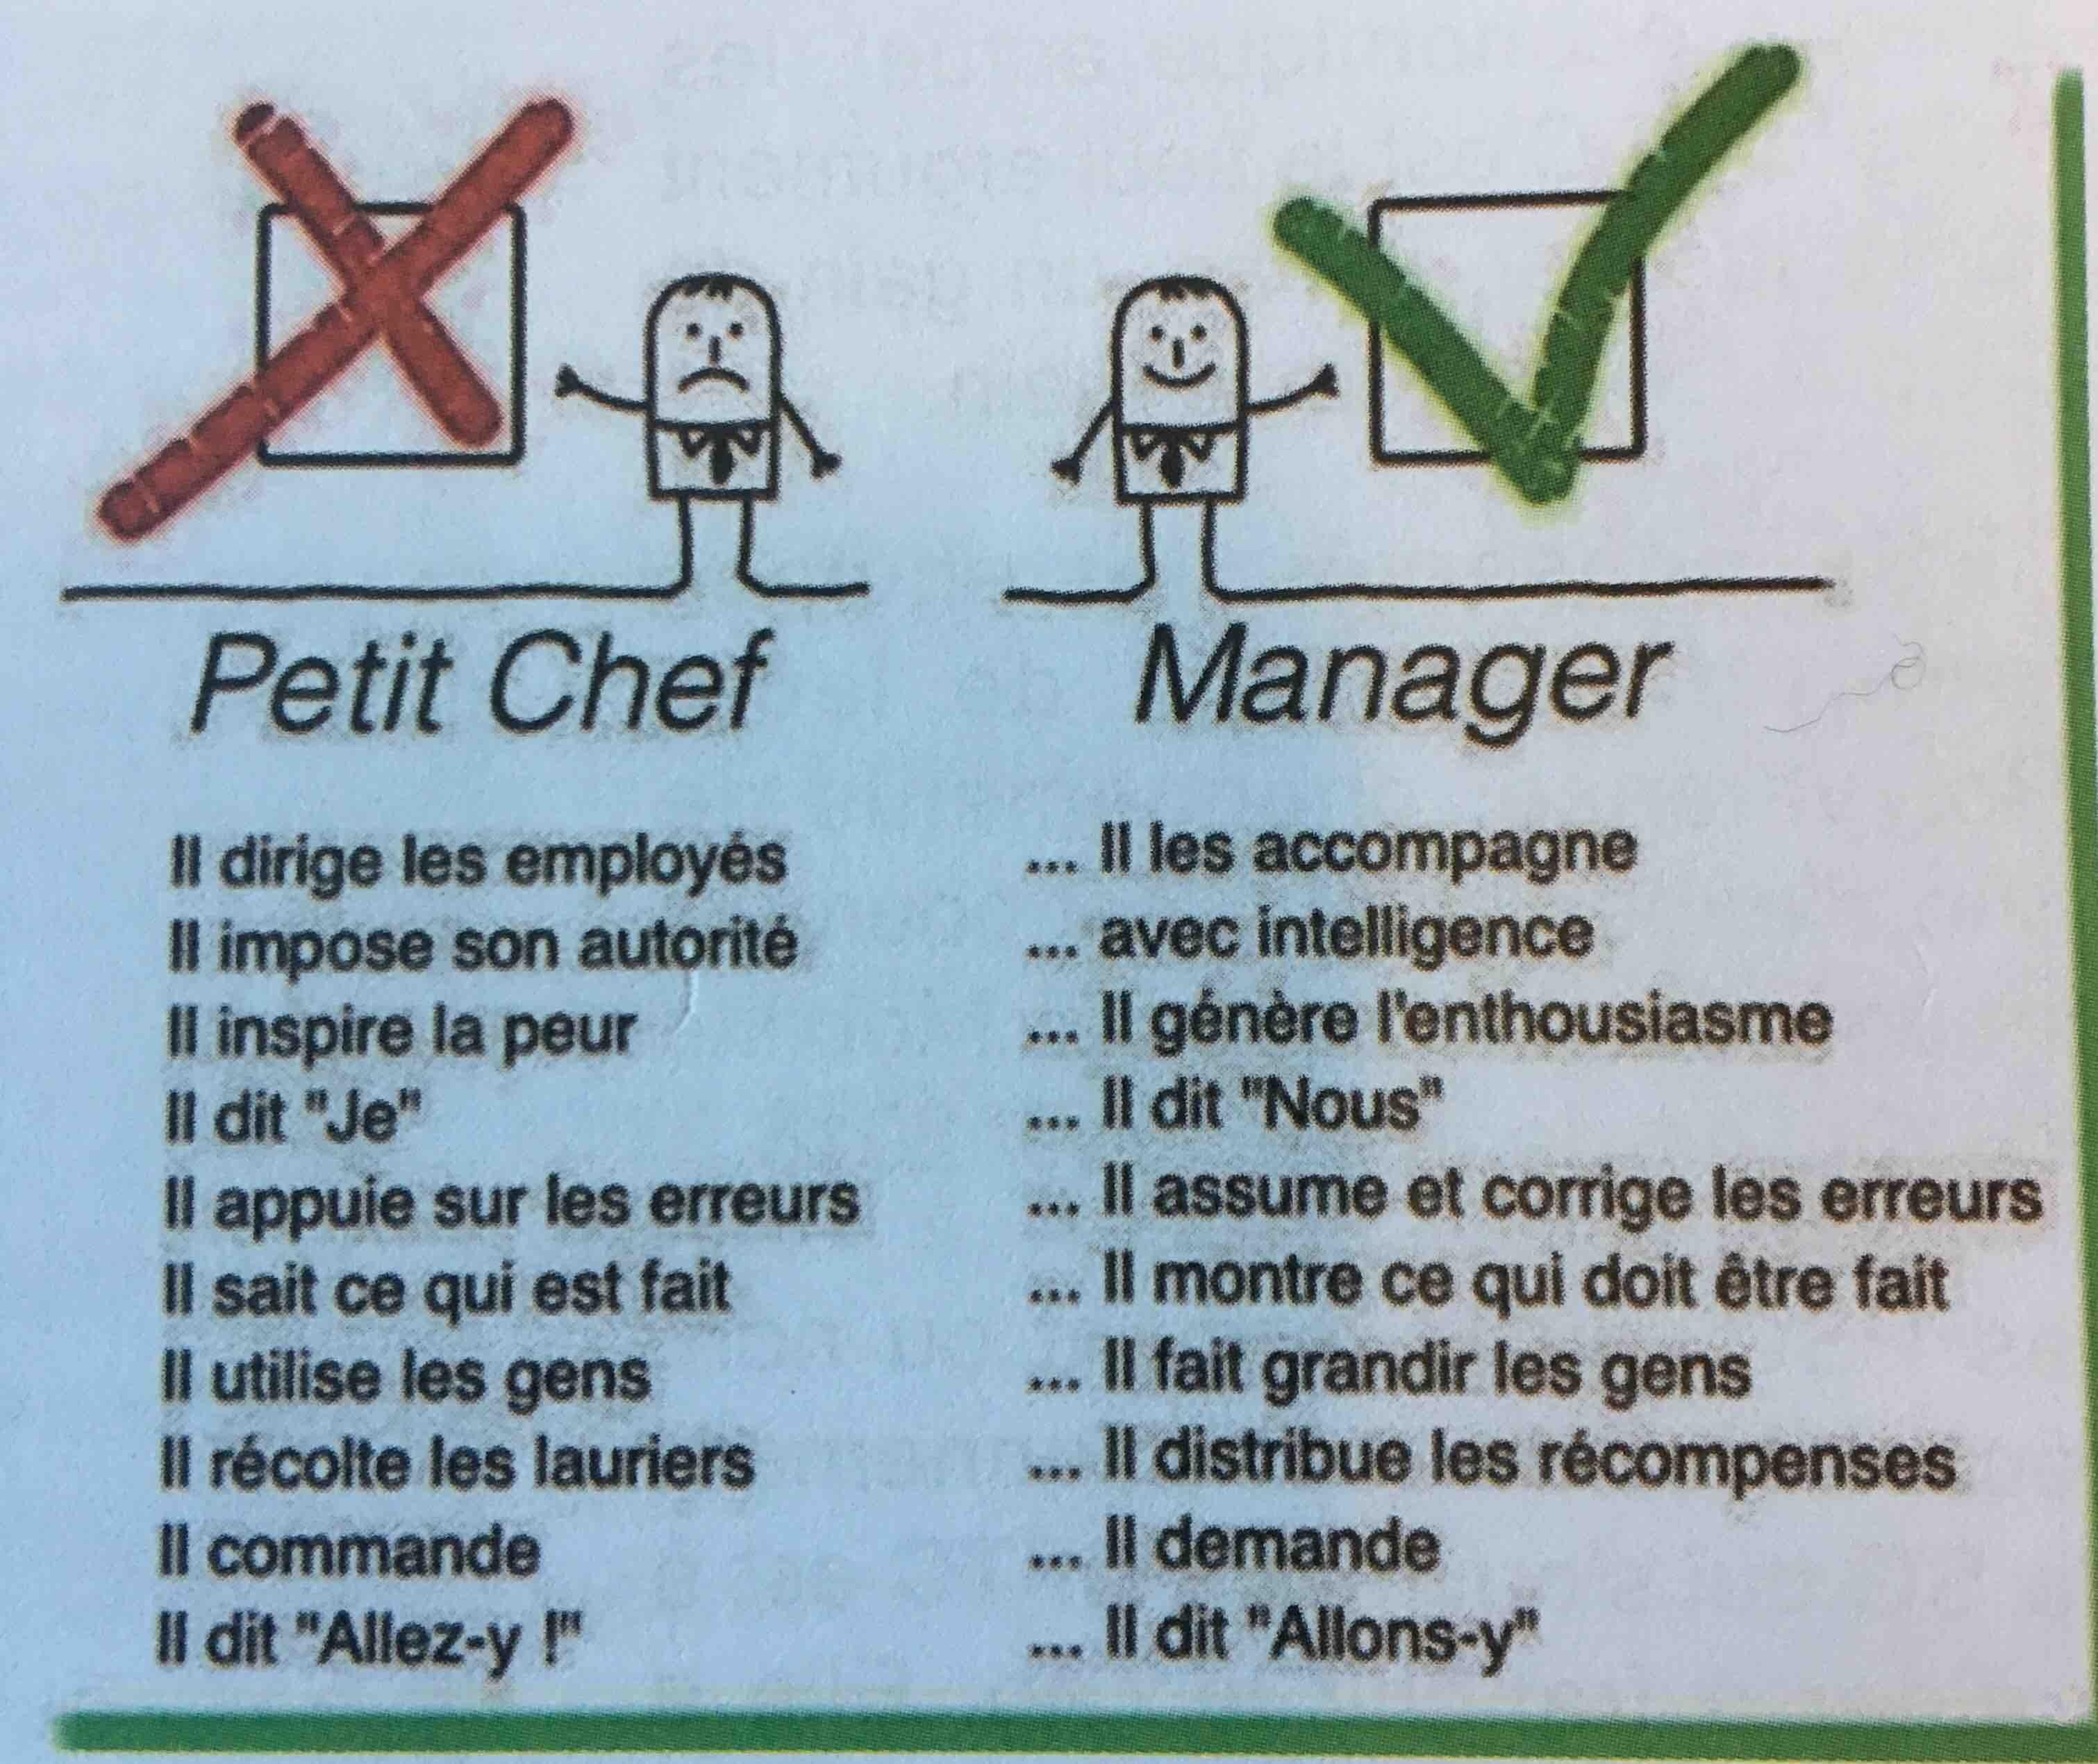 Petit Chef
Manager
Il dirige les employés ... Il les accompagne
Il impose son autorité ... avec intelligence
Il inspire la peur ... Il génère l'enthousiasme
Il dit "Je" ... Il dit "Nous"
Il appuie sur les erreurs ... Il assume et corrige les erreurs
Il sait ce qui est fait ... Il montre ce qui doit être fait
Il utilise les gens ... Il fait grandir les gens
Il récolte les lauriers ... Il distribue les récompenses
Il commande ... Il demande
Il dit "Allez-y !" ... Il dit "Allons-y"